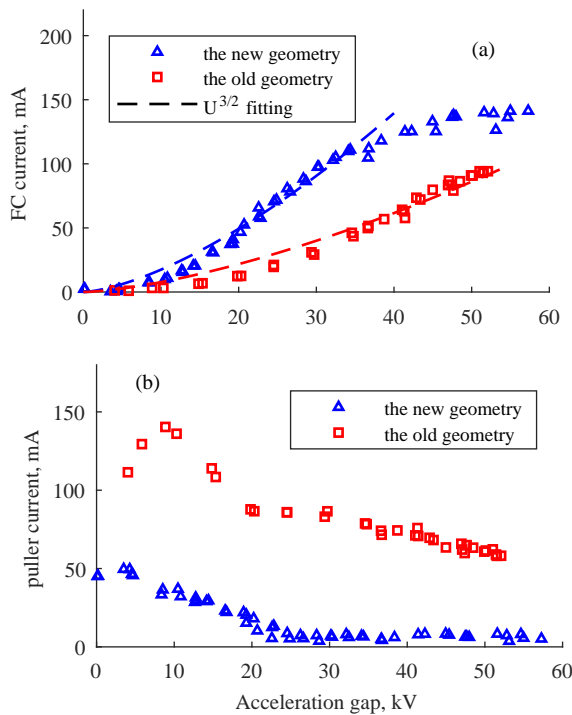 200
150
100
50
0
FC current, mA
the new geometry
the old geometry
U3/2 fitting
(a)
0 10 20 30 40 50 60
(b)
the new geometry
the old geometry
150
100
50
0
puller current, mA
0 10 20 30 40 50 60
Acceleration gap, kV